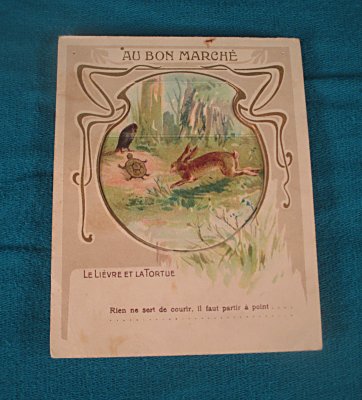 AU BON MARCHÉ
LE LIÈVRE ET LA TORTUE
Rien ne sert de courir, il faut partir à point . . . .